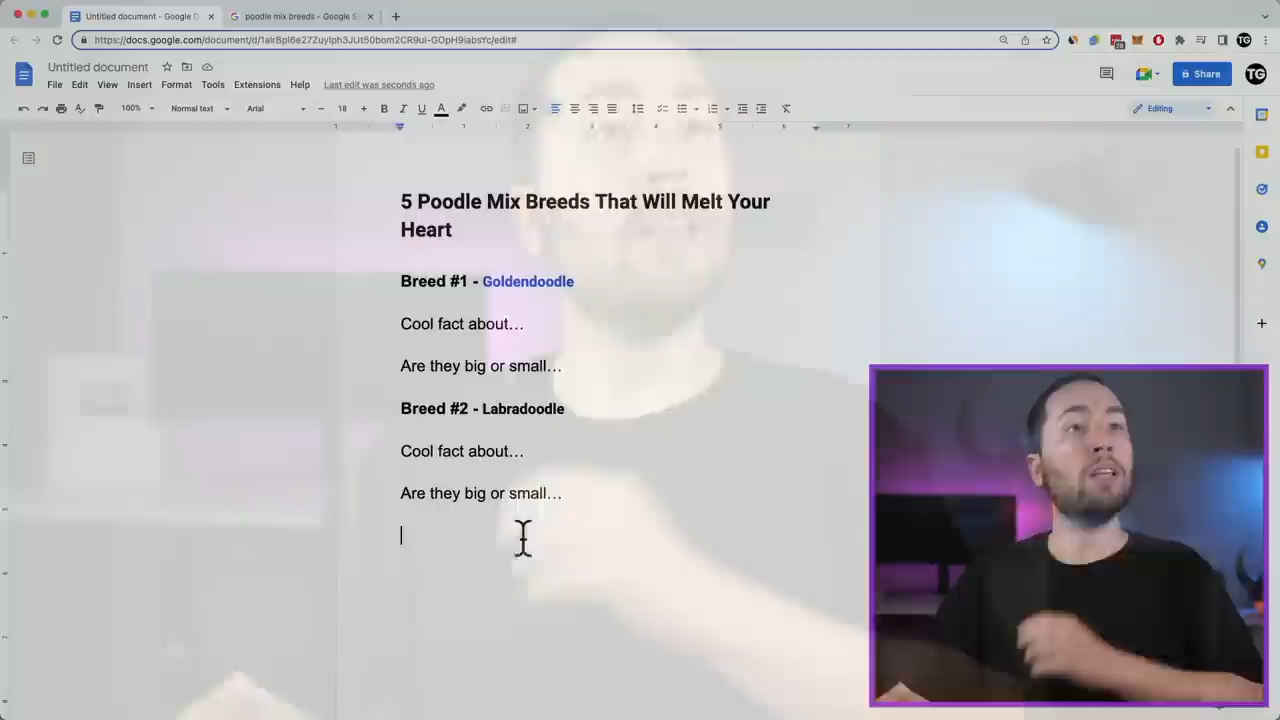 Untitled document - Google D
poodle mix breeds - Google S
https://docs.google.com/document/d/1aIrBpl6e27Zuylph3JUt50bom2CR9ui-GOpH9iabsYc/edit#
Untitled document
File Edit View Insert Format Tools Extensions Help Last edit was seconds ago
Share
TG
100% Normal text Arial 18 Editing
5 Poodle Mix Breeds That Will Melt Your
Heart
Breed #1 - Goldendoodle
Cool fact about…
Are they big or small…
Breed #2 - Labradoodle
Cool fact about…
Are they big or small…